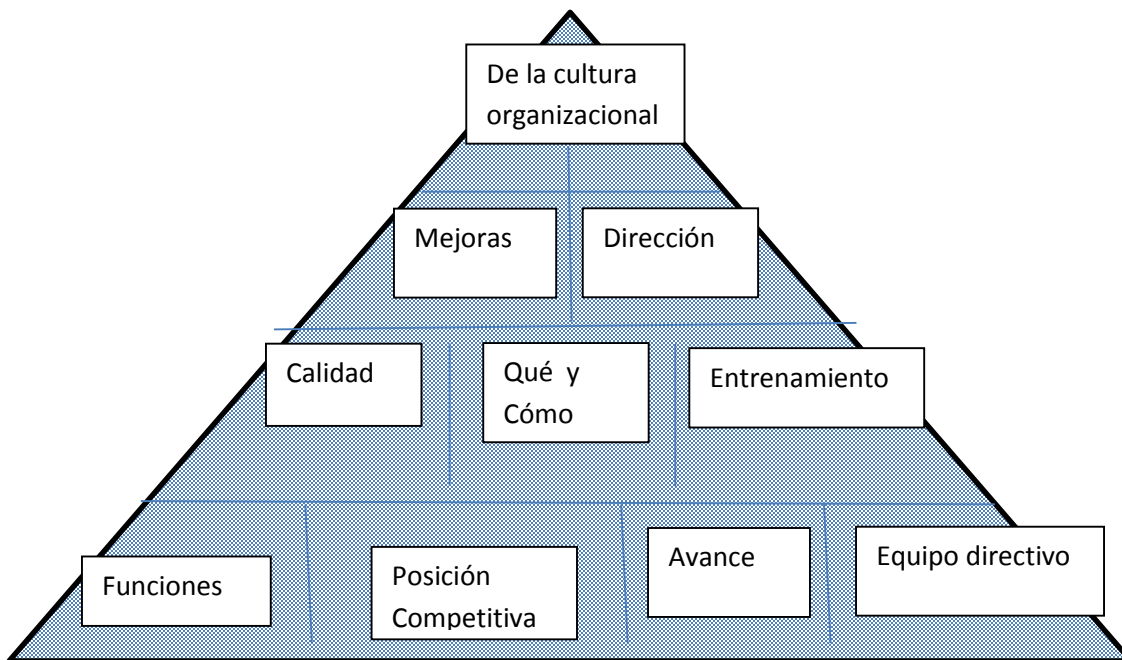 De la cultura
organizacional
Mejoras
Dirección
Calidad
Qué y
Cómo
Entrenamiento
Funciones
Posición
Competitiva
Avance
Equipo directivo